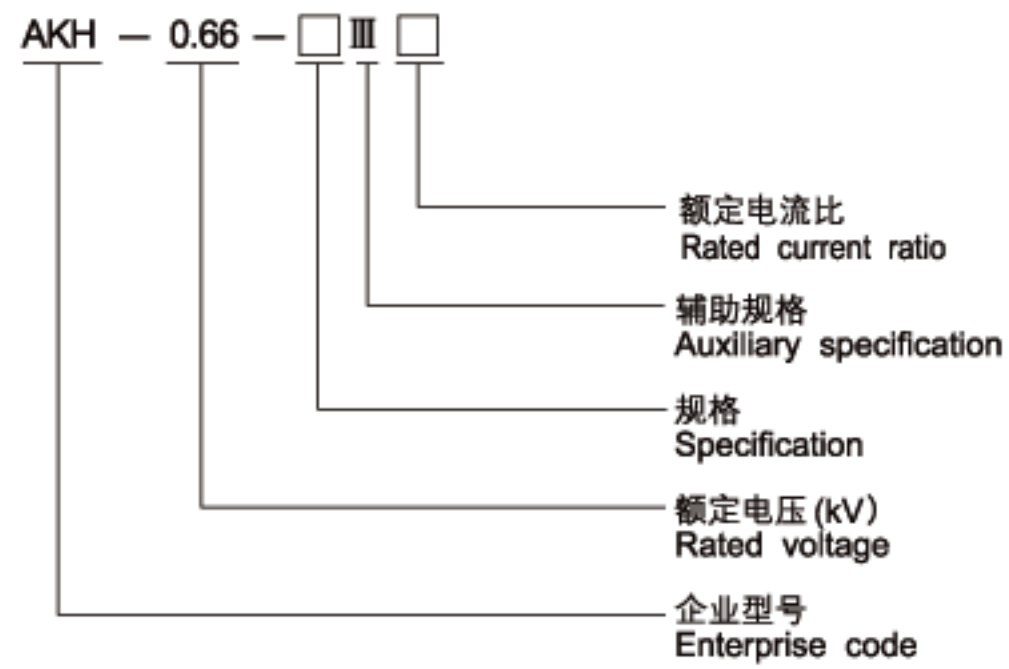 AKH — 0.66 — □ Ⅲ □
额定电流比
Rated current ratio
辅助规格
Auxiliary specification
规格
Specification
额定电压(kV)
Rated voltage
企业型号
Enterprise code